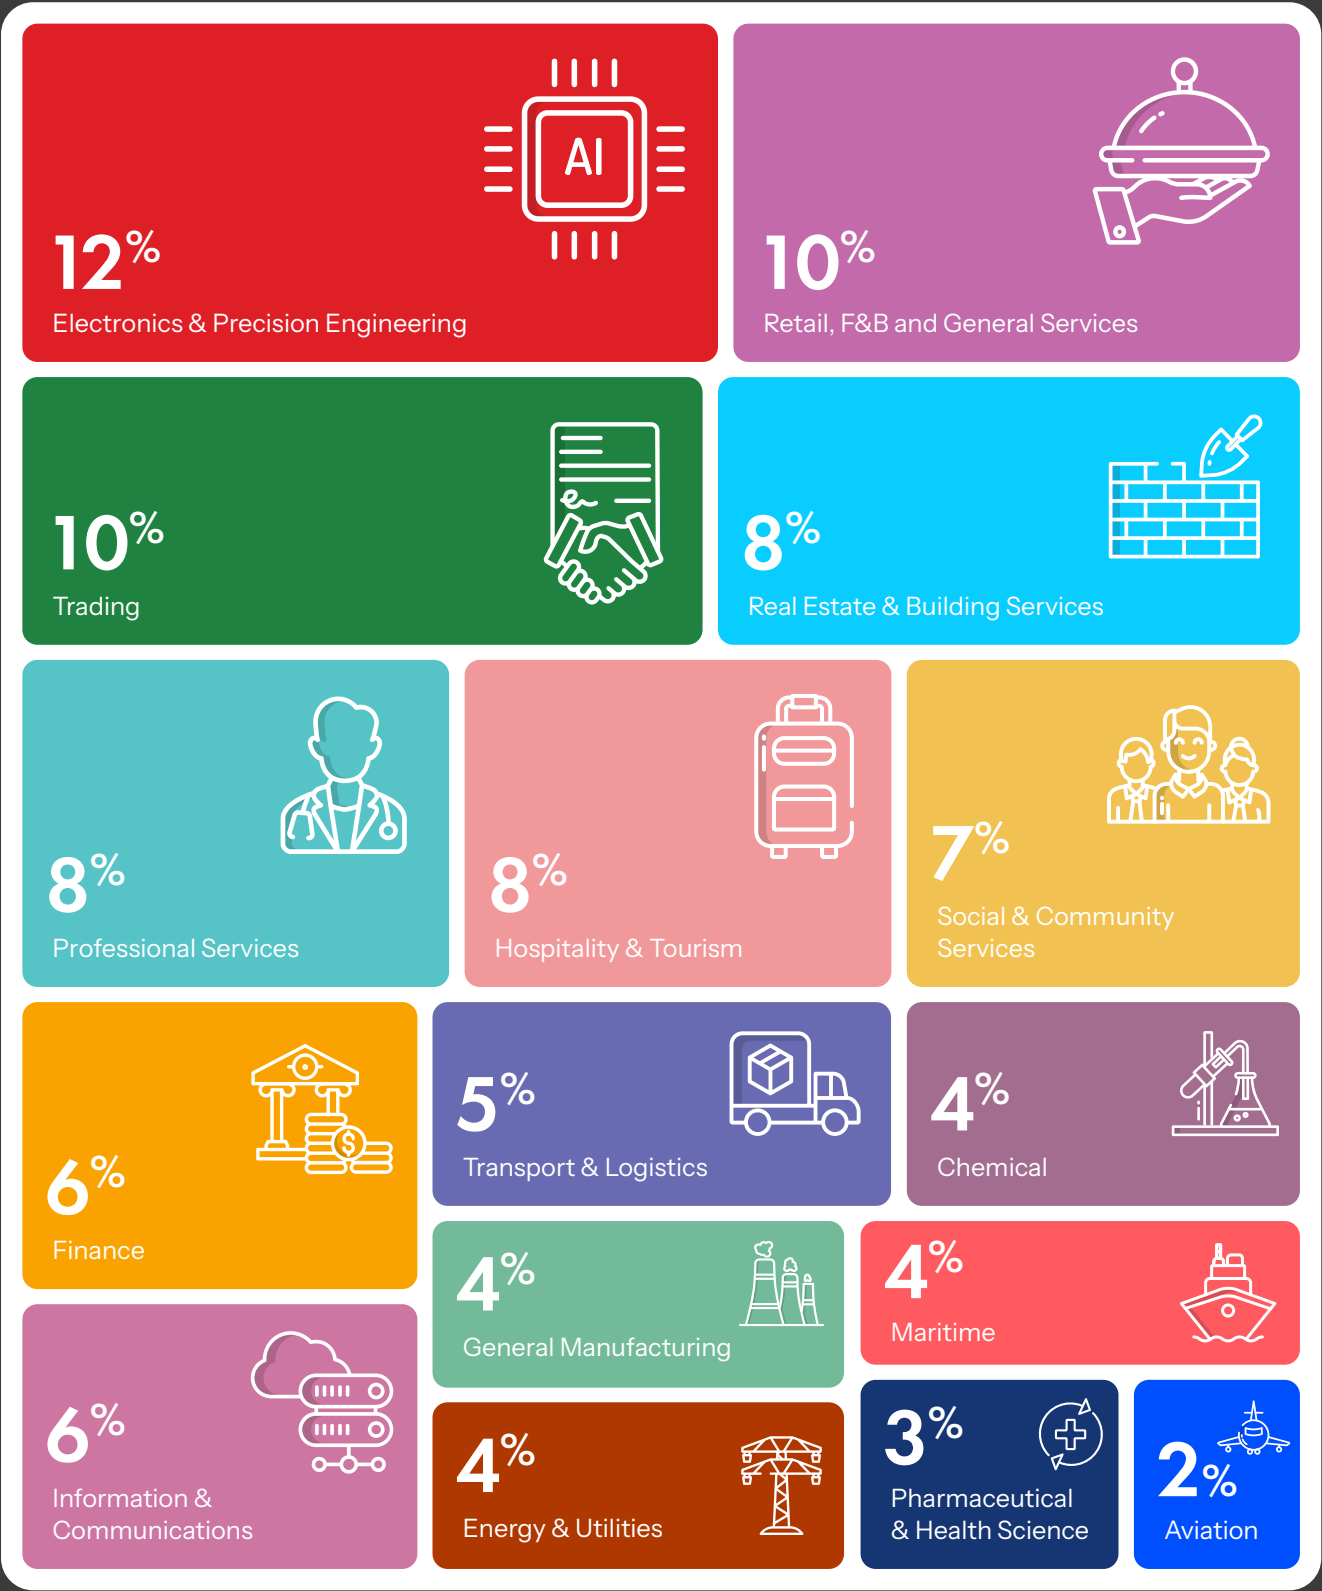 AI
12%
Electronics & Precision Engineering
10%
Retail, F&B and General Services
10%
Trading
8%
Real Estate & Building Services
8%
Professional Services
8%
Hospitality & Tourism
7%
Social & Community
Services
6%
Finance
5%
Transport & Logistics
4%
Chemical
4%
General Manufacturing
4%
Maritime
6%
Information &
Communications
4%
Energy & Utilities
3%
Pharmaceutical
& Health Science
2%
Aviation
$